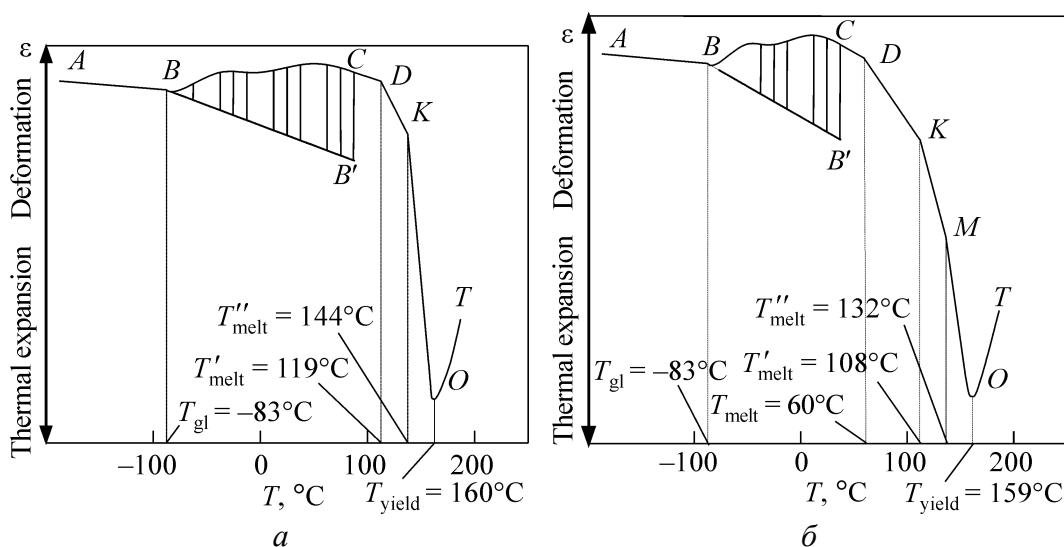 ε
A
B
C
D
K
B′
T
O
T″melt = 144°C
T′melt = 119°C
Tgl = –83°C
–100
0
100
200
T, °C
Tyield = 160°C
Thermal expansion Deformation
а
ε
A
B
C
D
K
B′
M
T
O
T″melt = 132°C
T′melt = 108°C
Tgl = –83°C
Tmelt = 60°C
–100
0
100
200
T, °C
Tyield = 159°C
Thermal expansion Deformation
б